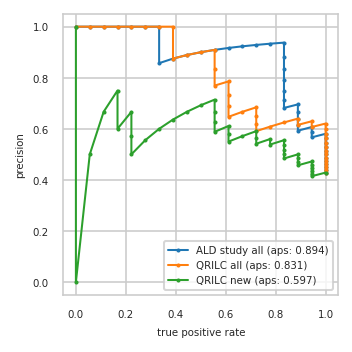 1.0
0.8
0.6
0.4
0.2
0.0
precision
0.0 0.2 0.4 0.6 0.8 1.0
true positive rate
ALD study all (aps: 0.894)
QRILC all (aps: 0.831)
QRILC new (aps: 0.597)